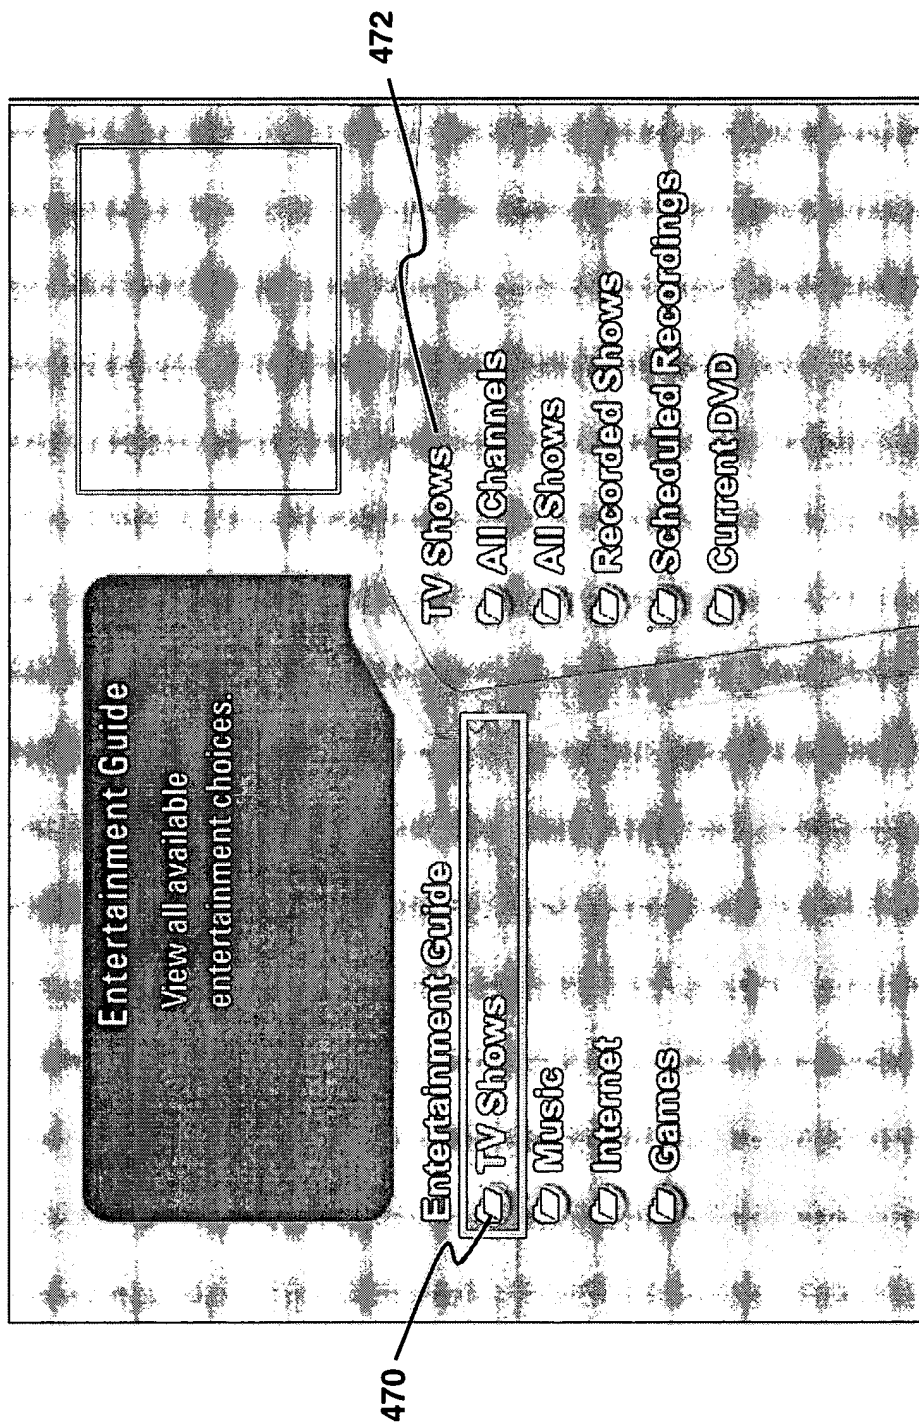 Entertainment Guide
View all available
entertainment choices.
Entertainment Guide
TV Shows
Music
Internet
Games
TV Shows
All Channels
All Shows
Recorded Shows
Scheduled Recordings
Current DVD
470
472